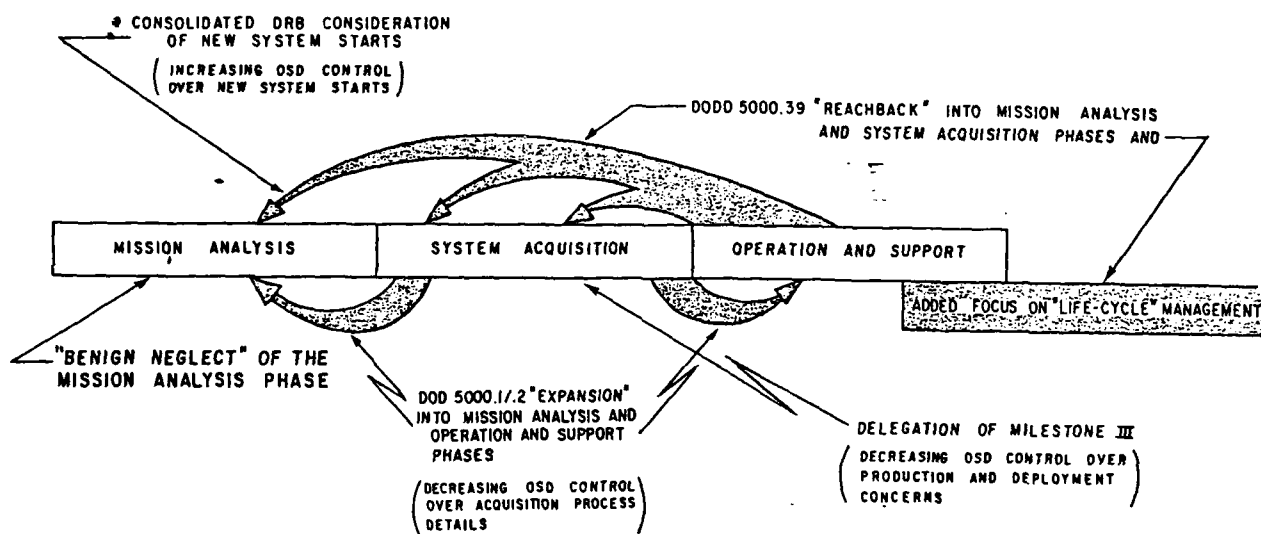 CONSOLIDATED DRB CONSIDERATION
OF NEW SYSTEM STARTS
(INCREASING OSD CONTROL
OVER NEW SYSTEM STARTS)
DODD 5000.39 "REACHBACK" INTO MISSION ANALYSIS
AND SYSTEM ACQUISITION PHASES AND
MISSION ANALYSIS
SYSTEM ACQUISITION
OPERATION AND SUPPORT
ADDED FOCUS ON "LIFE-CYCLE" MANAGEMENT
"BENIGN NEGLECT" OF THE
MISSION ANALYSIS PHASE
DOD 5000.1/.2 "EXPANSION"
INTO MISSION ANALYSIS AND
OPERATION AND SUPPORT
PHASES
(DECREASING OSD CONTROL
OVER ACQUISITION PROCESS
DETAILS)
DELEGATION OF MILESTONE III
(DECREASING OSD CONTROL OVER
PRODUCTION AND DEPLOYMENT
CONCERNS)